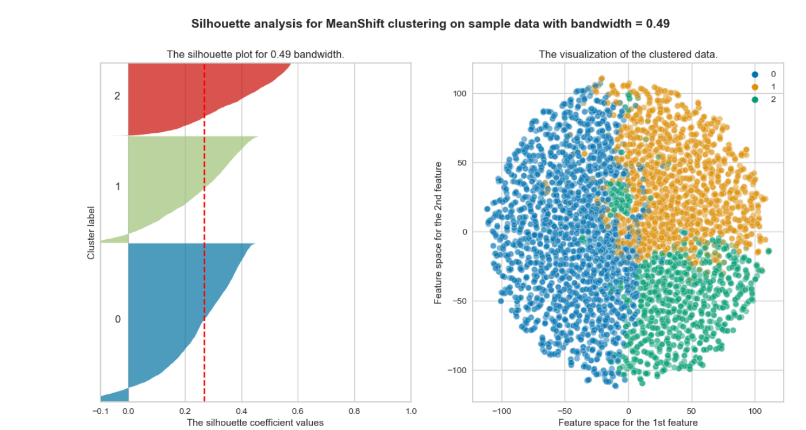 Silhouette analysis for MeanShift clustering on sample data with bandwidth = 0.49
The silhouette plot for 0.49 bandwidth.
2
1
0
Cluster label
−0.1 0.0 0.2 0.4 0.6 0.8 1.0
The silhouette coefficient values
The visualization of the clustered data.
0
1
2
100
50
0
−50
−100
Feature space for the 2nd feature
−100 −50 0 50 100
Feature space for the 1st feature